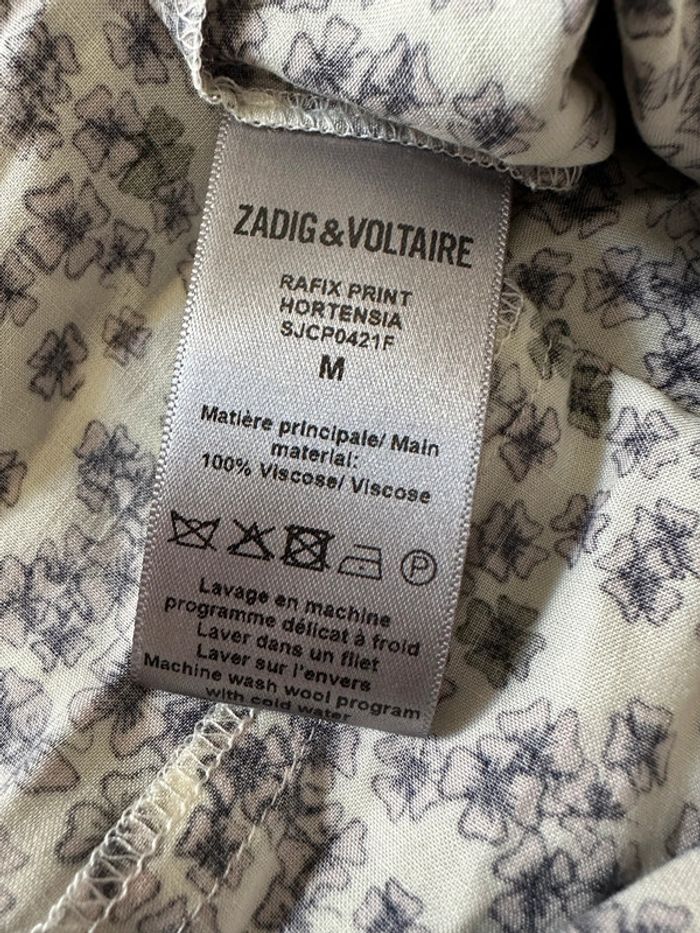 ZADIG&VOLTAIRE
RAFIX PRINT
HORTENSIA
SJCP0421F
M
Matière principale/ Main
material:
100% Viscose/ Viscose
P
Lavage en machine
programme délicat à froid
Laver dans un filet
Laver sur l'envers
Machine wash wool program
with cold water